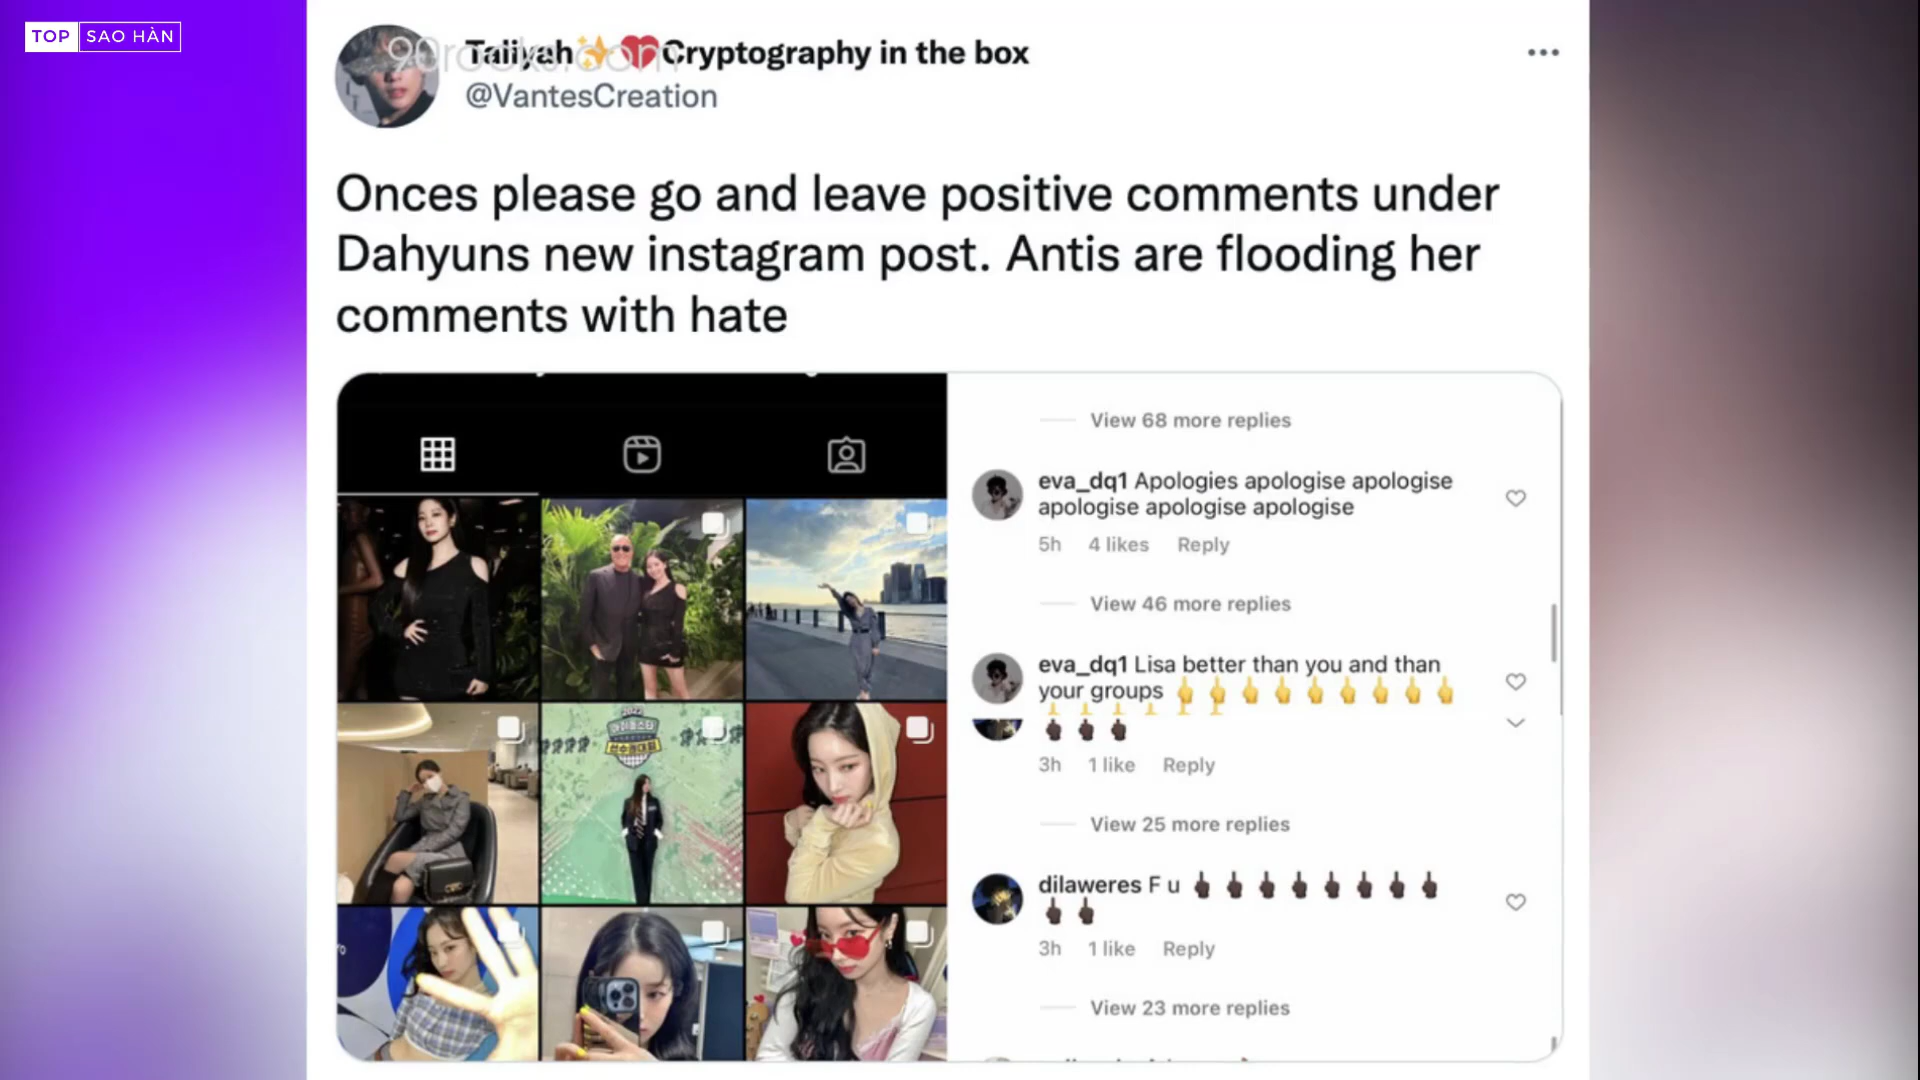 TOP SAO HÀN
Taliyah✨❤️Cryptography in the box
@VantesCreation
Onces please go and leave positive comments under
Dahyuns new instagram post. Antis are flooding her
comments with hate
View 68 more replies
eva_dq1 Apologies apologise apologise
apologise apologise apologise
5h 4 likes Reply
View 46 more replies
eva_dq1 Lisa better than you and than
your groups 🖕🖕🖕🖕🖕🖕🖕🖕🖕
🖕🏿🖕🏿🖕🏿
3h 1 like Reply
View 25 more replies
dilaweres F u 🖕🏿🖕🏿🖕🏿🖕🏿🖕🏿🖕🏿🖕🏿🖕🏿
🖕🏿🖕🏿
3h 1 like Reply
View 23 more replies